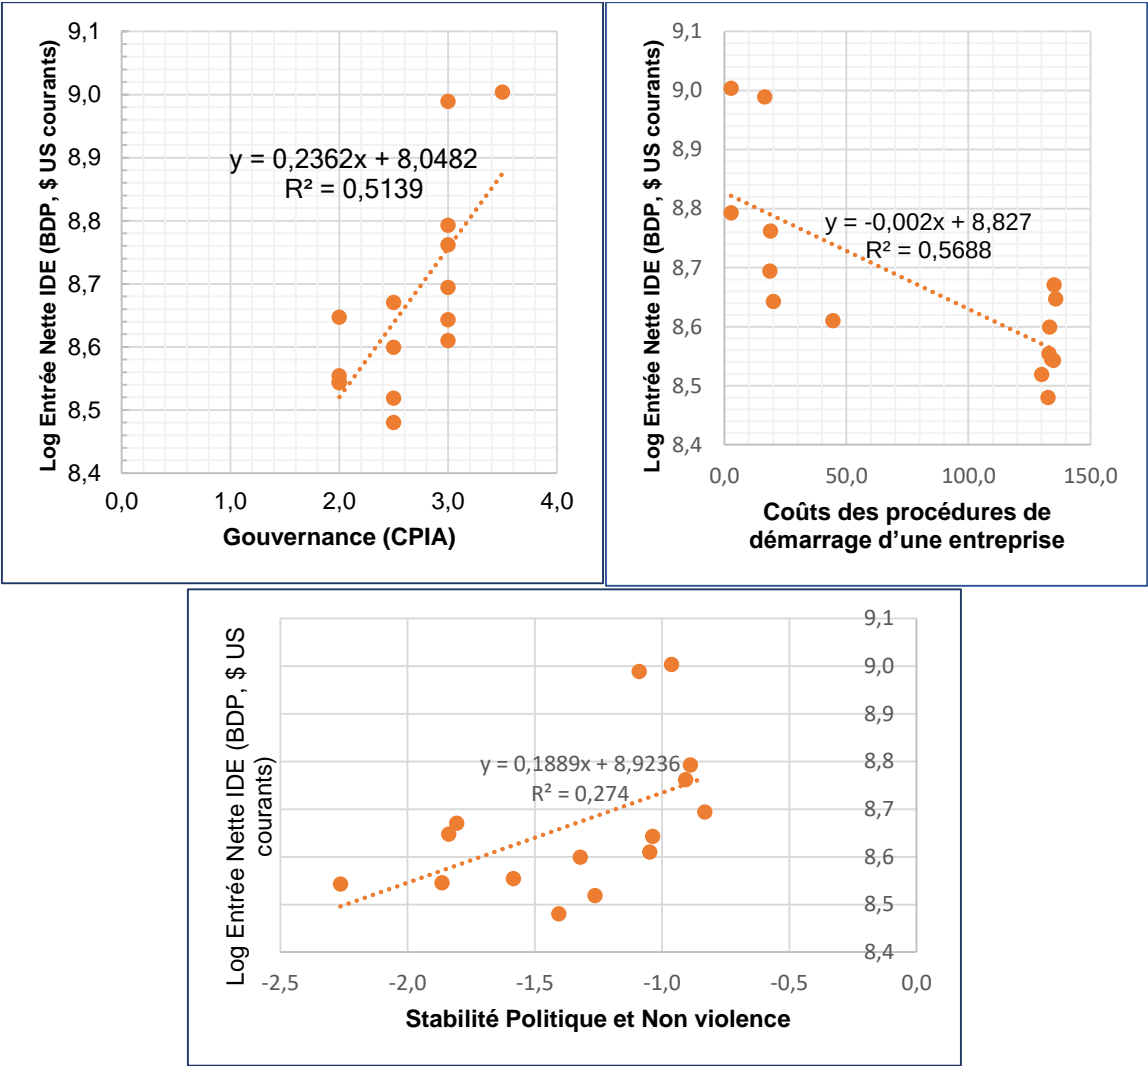 Log Entrée Nette IDE (BDP, $ US courants)
9,1
9,0
8,9
8,8
8,7
8,6
8,5
8,4
y = 0,2362x + 8,0482
R² = 0,5139
0,0 1,0 2,0 3,0 4,0
Gouvernance (CPIA)
Log Entrée Nette IDE (BDP, $ US courants)
9,1
9,0
8,9
8,8
8,7
8,6
8,5
8,4
y = -0,002x + 8,827
R² = 0,5688
0,0 50,0 100,0 150,0
Coûts des procédures de
démarrage d’une entreprise
Log Entrée Nette IDE (BDP, $ US
courants)
y = 0,1889x + 8,9236
R² = 0,274
9,1
9,0
8,9
8,8
8,7
8,6
8,5
8,4
-2,5 -2,0 -1,5 -1,0 -0,5 0,0
Stabilité Politique et Non violence